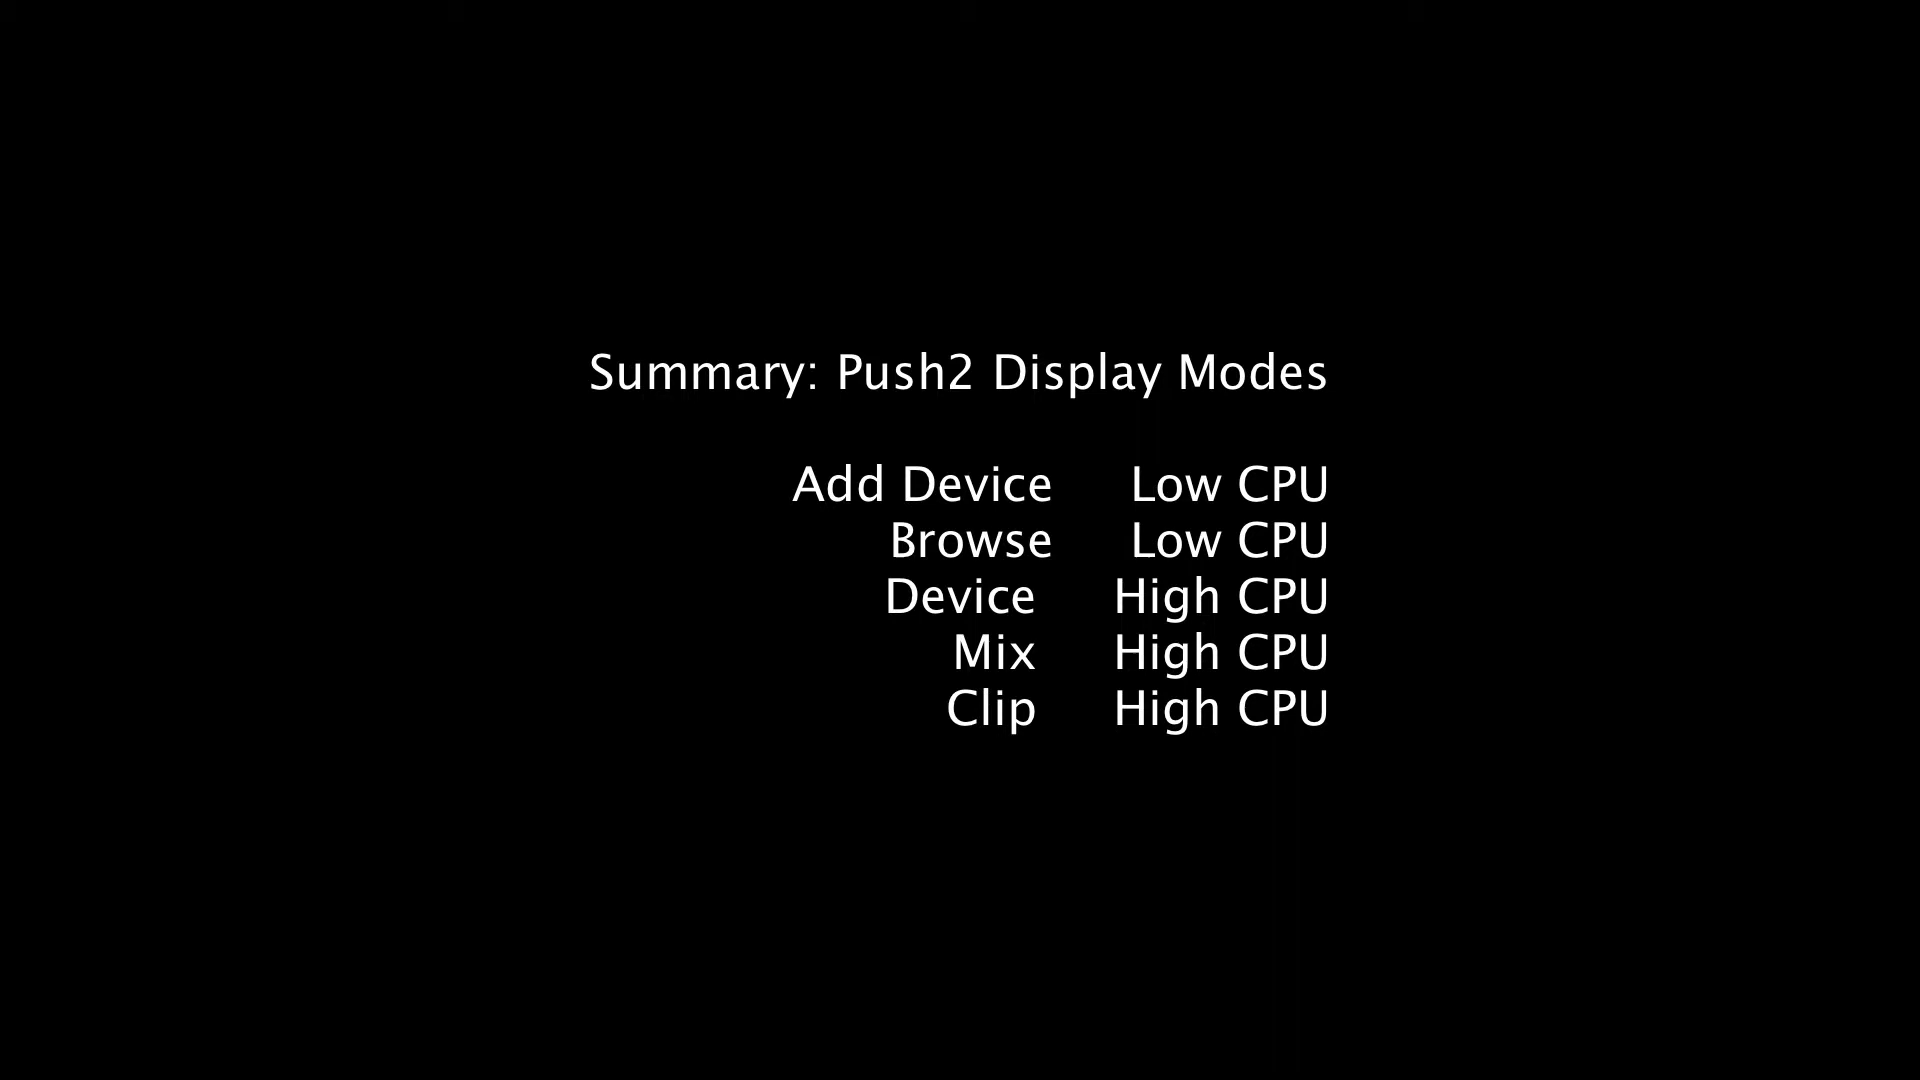 Summary: Push2 Display Modes
Add Device Low CPU
Browse Low CPU
Device High CPU
Mix High CPU
Clip High CPU